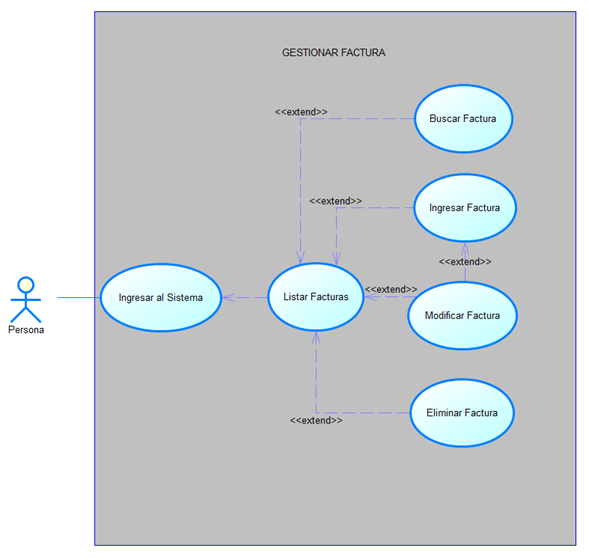 GESTIONAR FACTURA
<<extend>>
Buscar Factura
<<extend>>
Ingresar Factura
<<extend>>
<<extend>>
Ingresar al Sistema
Listar Facturas
Modificar Factura
Persona
Eliminar Factura
<<extend>>